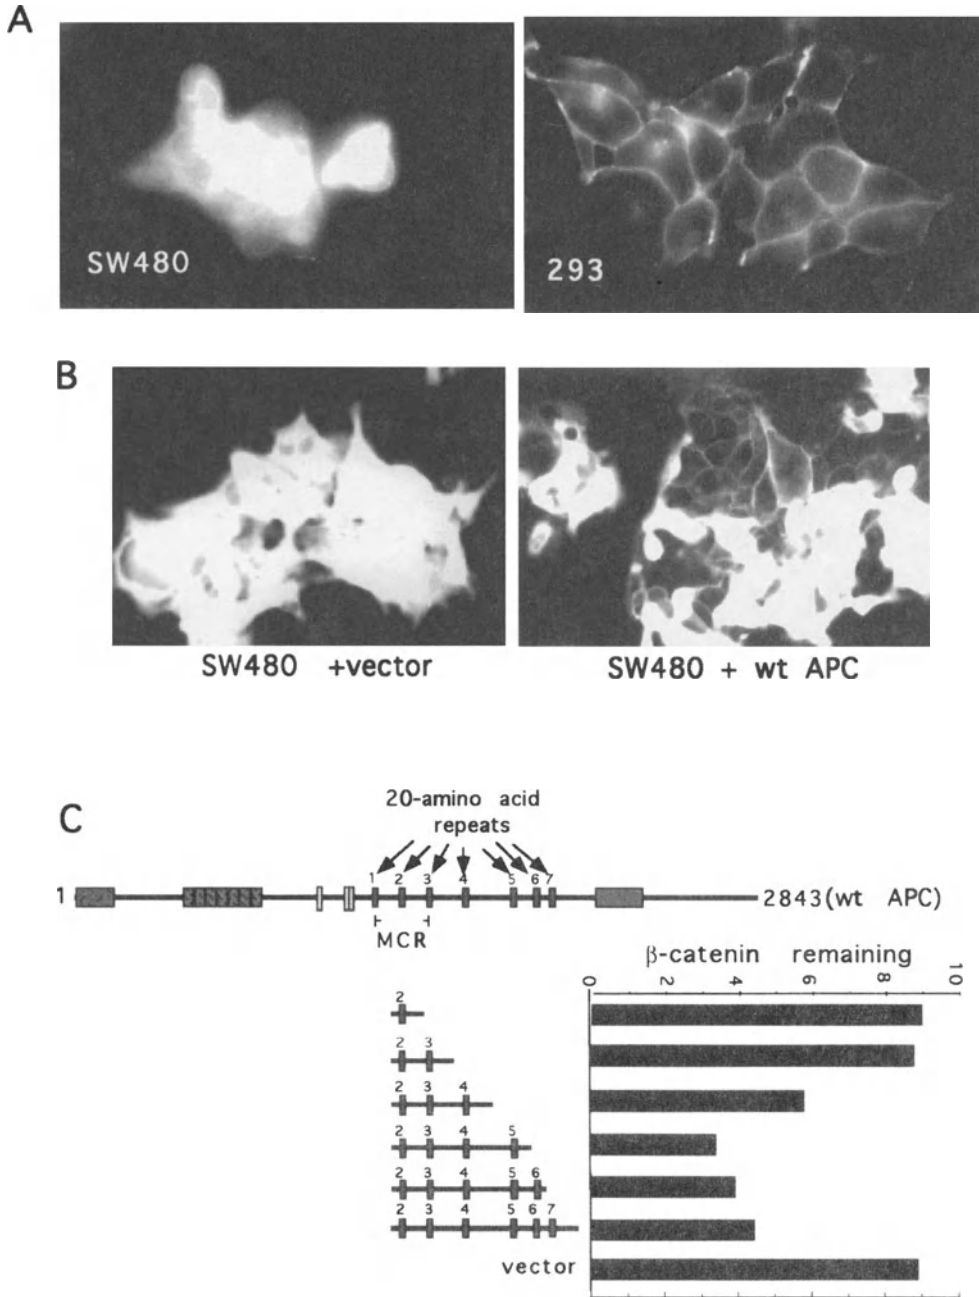 A
SW480
293
B
SW480 +vector
SW480 + wt APC
C
20-amino acid
repeats
1 2 3 4 5 6 7
1
2843(wt APC)
MCR
β-catenin remaining
0 2 4 6 8 10
2
2 3
2 3 4
2 3 4 5
2 3 4 5 6
2 3 4 5 6 7
vector